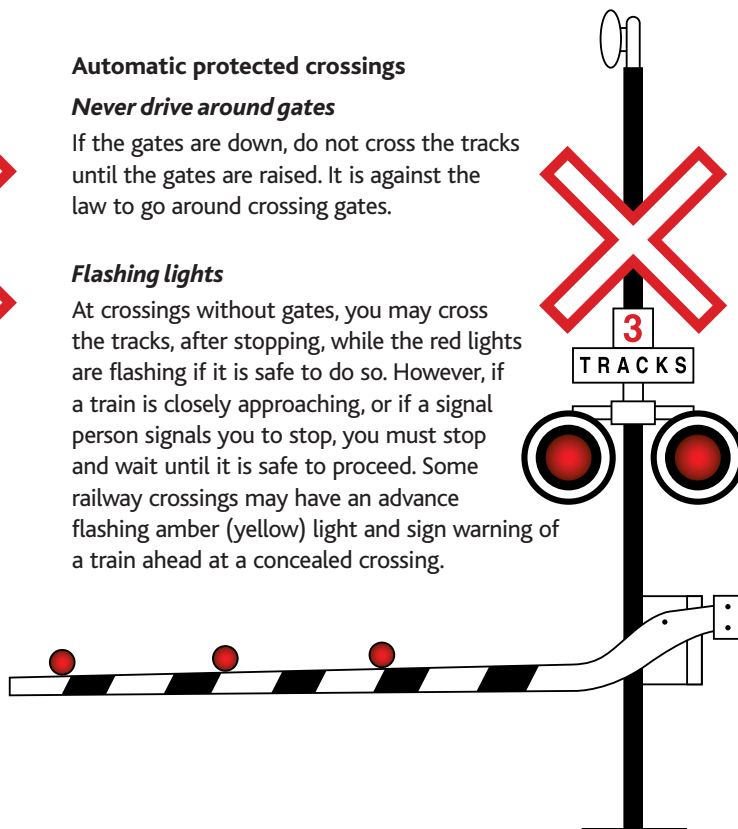 Automatic protected crossings
Never drive around gates
If the gates are down, do not cross the tracks
until the gates are raised. It is against the
law to go around crossing gates.
Flashing lights
At crossings without gates, you may cross
the tracks, after stopping, while the red lights
are flashing if it is safe to do so. However, if
a train is closely approaching, or if a signal
person signals you to stop, you must stop
and wait until it is safe to proceed. Some
railway crossings may have an advance
flashing amber (yellow) light and sign warning of
a train ahead at a concealed crossing.
3
TRACKS